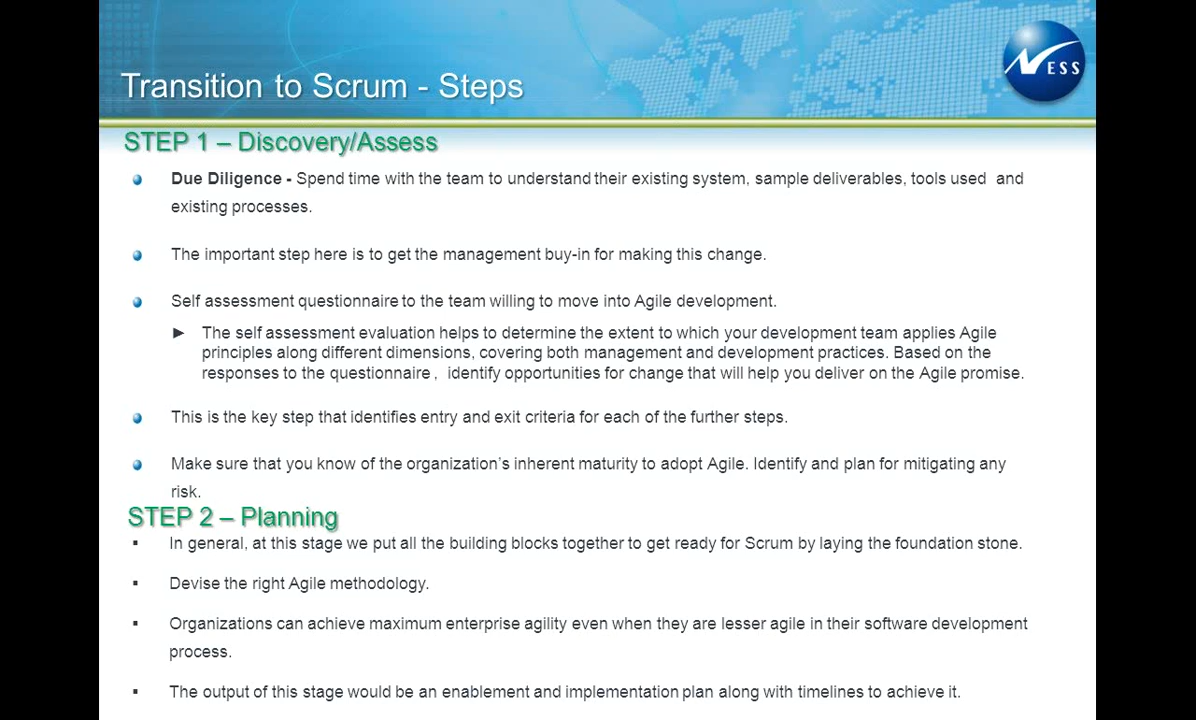 Transition to Scrum - Steps
NESS
STEP 1 – Discovery/Assess
Due Diligence - Spend time with the team to understand their existing system, sample deliverables, tools used and
existing processes.
The important step here is to get the management buy-in for making this change.
Self assessment questionnaire to the team willing to move into Agile development.
The self assessment evaluation helps to determine the extent to which your development team applies Agile
principles along different dimensions, covering both management and development practices. Based on the
responses to the questionnaire , identify opportunities for change that will help you deliver on the Agile promise.
This is the key step that identifies entry and exit criteria for each of the further steps.
Make sure that you know of the organization's inherent maturity to adopt Agile. Identify and plan for mitigating any
risk.
STEP 2 – Planning
In general, at this stage we put all the building blocks together to get ready for Scrum by laying the foundation stone.
Devise the right Agile methodology.
Organizations can achieve maximum enterprise agility even when they are lesser agile in their software development
process.
The output of this stage would be an enablement and implementation plan along with timelines to achieve it.